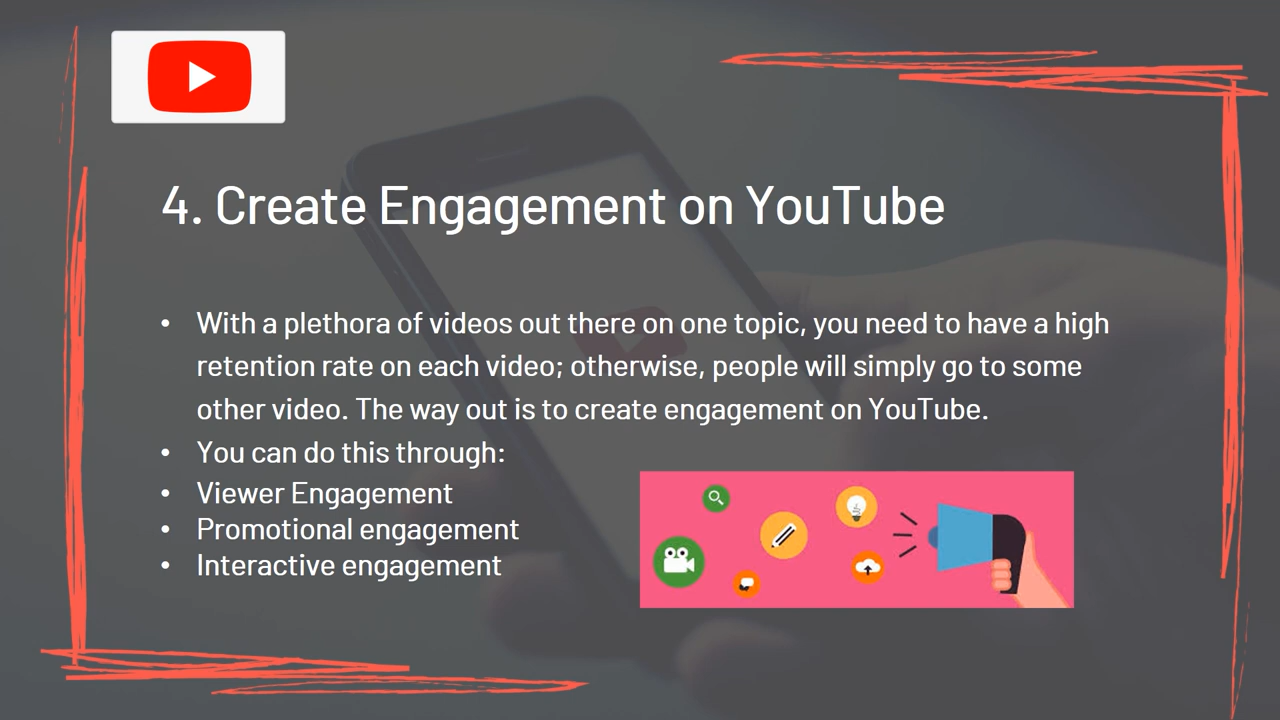 4. Create Engagement on YouTube
• With a plethora of videos out there on one topic, you need to have a high
retention rate on each video; otherwise, people will simply go to some
other video. The way out is to create engagement on YouTube.
• You can do this through:
• Viewer Engagement
• Promotional engagement
• Interactive engagement